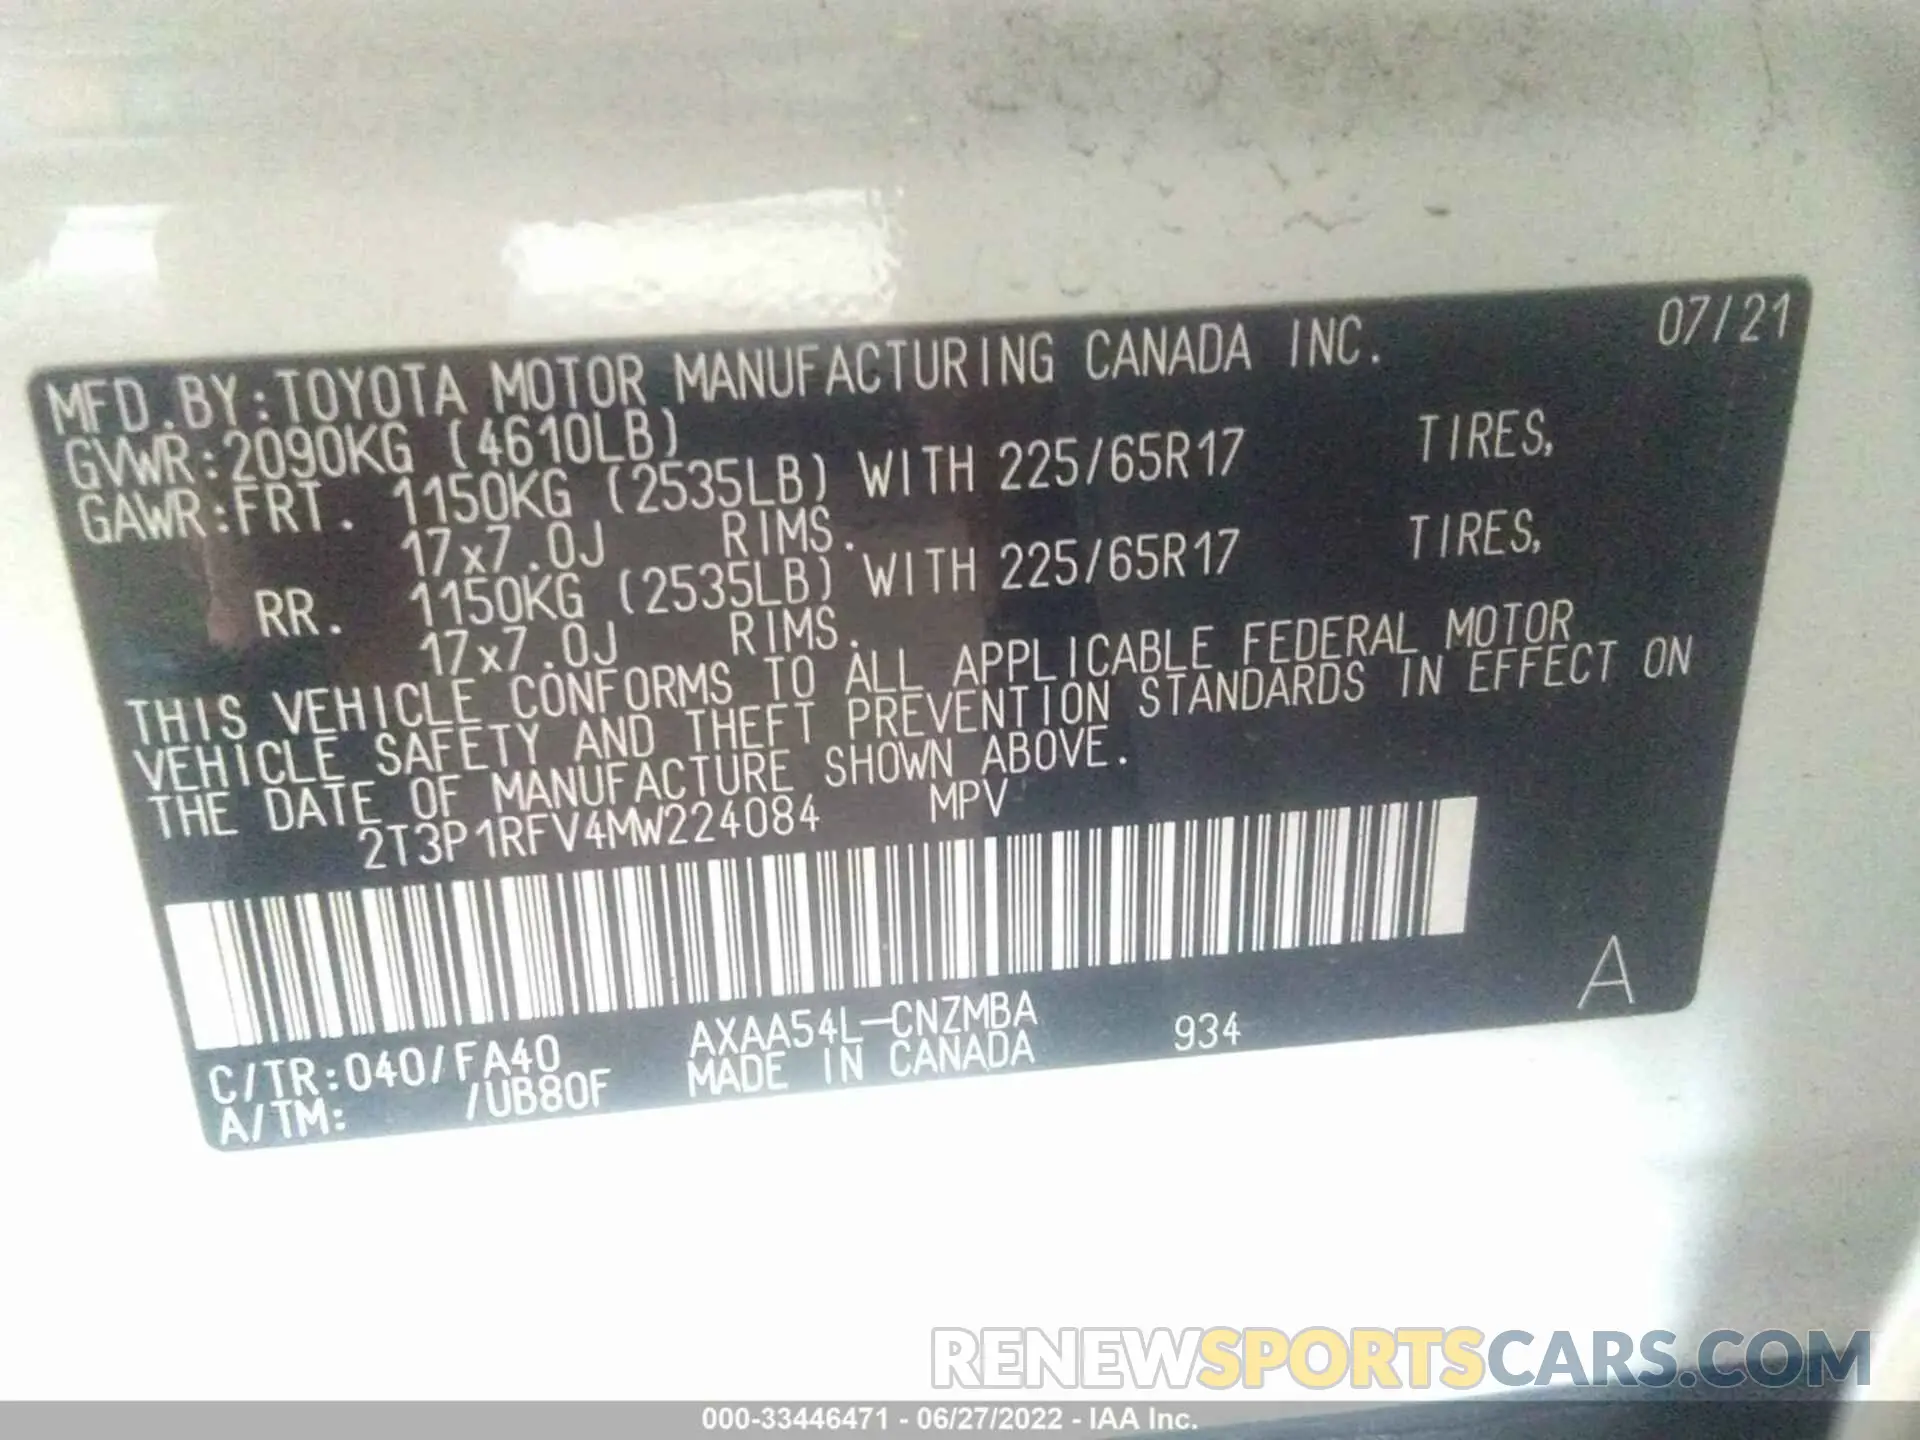 07/21
MFD.BY:TOYOTA MOTOR MANUFACTURING CANADA INC.
GVWR:2090KG (4610LB)
GAWR:FRT. 1150KG (2535LB) WITH 225/65R17 TIRES,
17x7.0J RIMS.
RR. 1150KG (2535LB) WITH 225/65R17 TIRES,
17x7.0J RIMS.
THIS VEHICLE CONFORMS TO ALL APPLICABLE FEDERAL MOTOR
VEHICLE SAFETY AND THEFT PREVENTION STANDARDS IN EFFECT ON
THE DATE OF MANUFACTURE SHOWN ABOVE.
2T3P1RFV4MW224084 MPV
A
C/TR:040/FA40 AXAA54L-CNZMBA 934
A/TM: /UB80F MADE IN CANADA
RENEWSPORTSCARS.COM
000-33446471 - 06/27/2022 - IAA Inc.